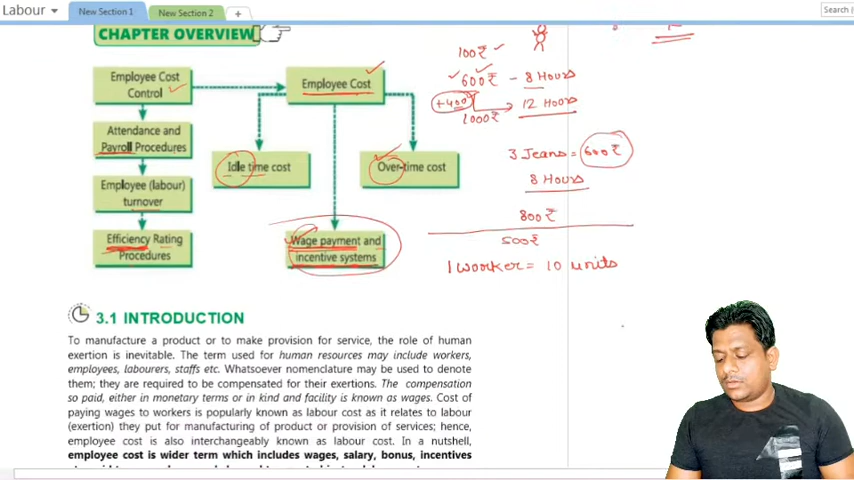 Labour
New Section 1
New Section 2
+
Search
CHAPTER OVERVIEW
Employee Cost
Control
Employee Cost
Attendance and
Payroll Procedures
Idle time cost
Over-time cost
Employee (labour)
turnover
Efficiency Rating
Procedures
Wage payment and
incentive systems
100₹
600₹ - 8 Hours
+400
12 Hours
1000₹
3 Jeans = 600₹
8 Hours
800₹
500₹
1 worker = 10 units
3.1 INTRODUCTION
To manufacture a product or to make provision for service, the role of human
exertion is inevitable. The term used for human resources may include workers,
employees, labourers, staffs etc. Whatsoever nomenclature may be used to denote
them; they are required to be compensated for their exertions. The compensation
so paid, either in monetary terms or in kind and facility is known as wages. Cost of
paying wages to workers is popularly known as labour cost as it relates to labour
(exertion) they put for manufacturing of product or provision of services; hence,
employee cost is also interchangeably known as labour cost. In a nutshell,
employee cost is wider term which includes wages, salary, bonus, incentives